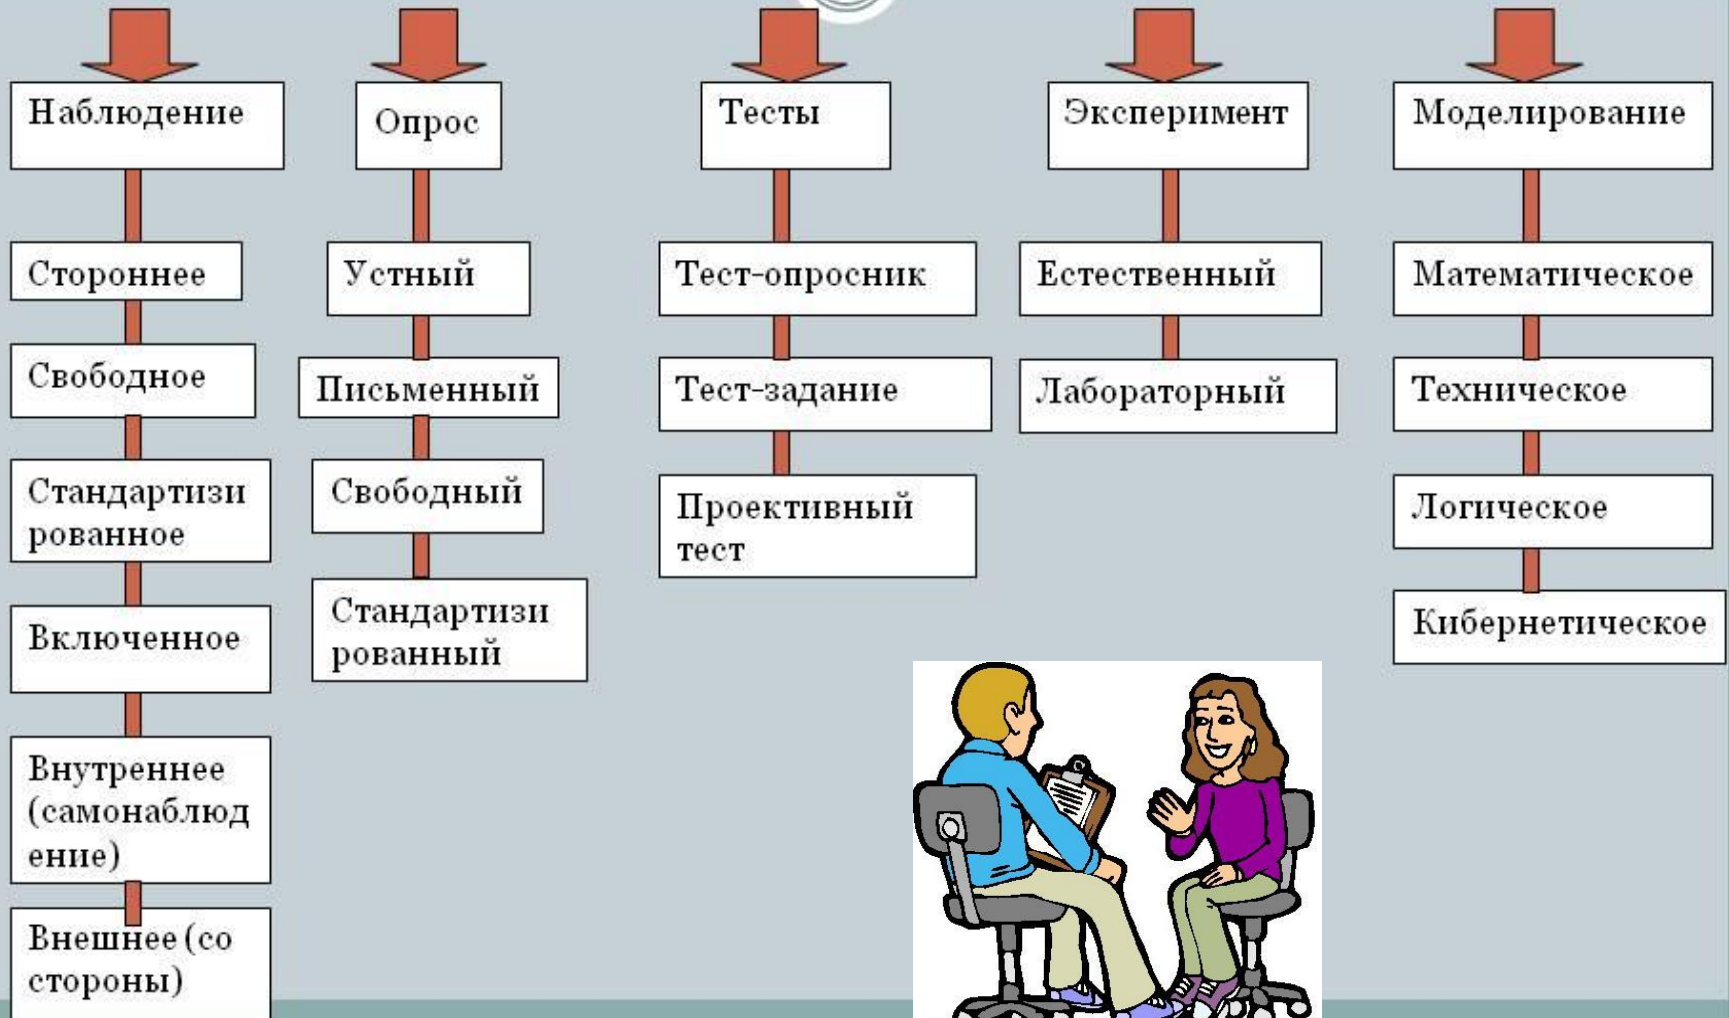 Наблюдение
Стороннее
Свободное
Стандартизи
рованное
Включенное
Внутреннее
(самонаблюд
ение)
Внешнее (со
стороны)
Опрос
Устный
Письменный
Свободный
Стандартизи
рованный
Тесты
Тест-опросник
Тест-задание
Проективный
тест
Эксперимент
Естественный
Лабораторный
Моделирование
Математическое
Техническое
Логическое
Кибернетическое